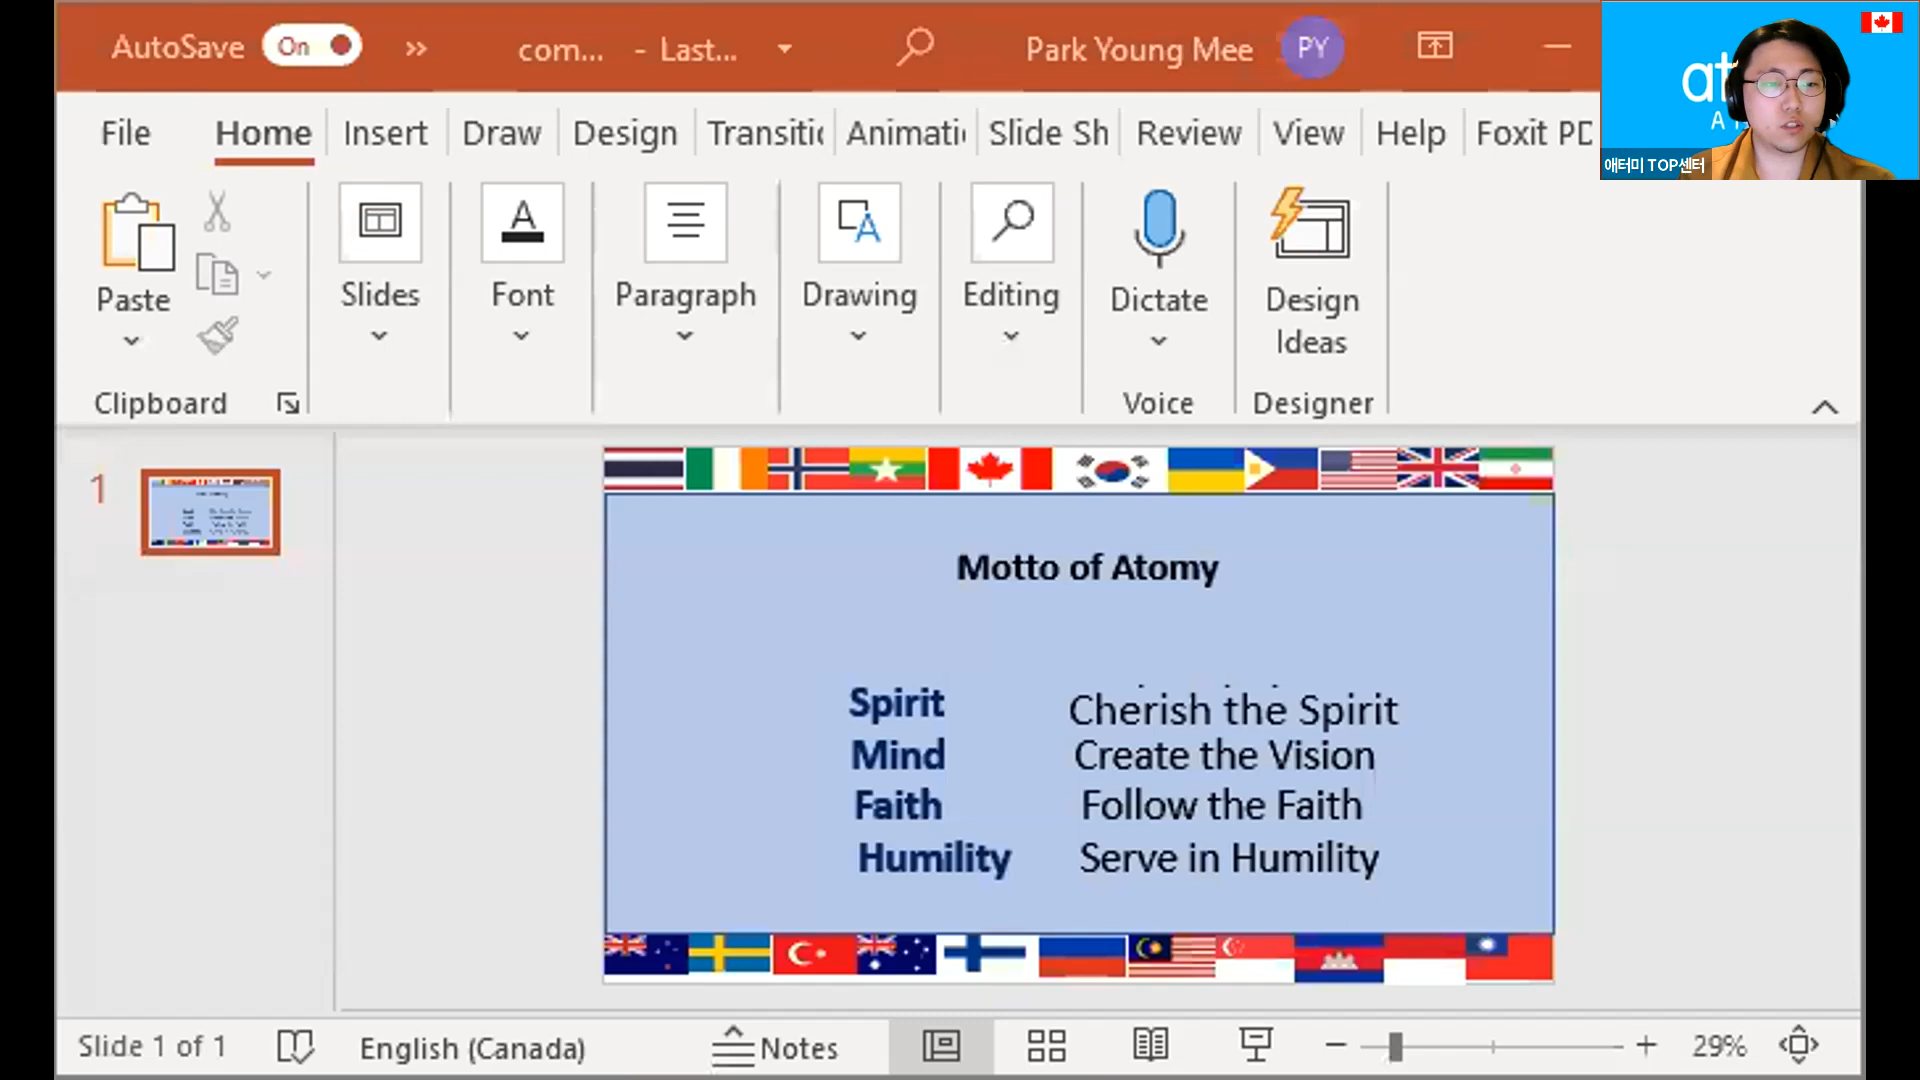 AutoSave On com... - Last... Park Young Mee PY
File Home Insert Draw Design Transitic Animati Slide Sh Review View Help Foxit PD
Paste Slides Font Paragraph Drawing Editing Dictate Design Ideas
Clipboard Voice Designer
애터미 TOP센터
1
Motto of Atomy
Spirit Cherish the Spirit
Mind Create the Vision
Faith Follow the Faith
Humility Serve in Humility
Slide 1 of 1 English (Canada) Notes 29%